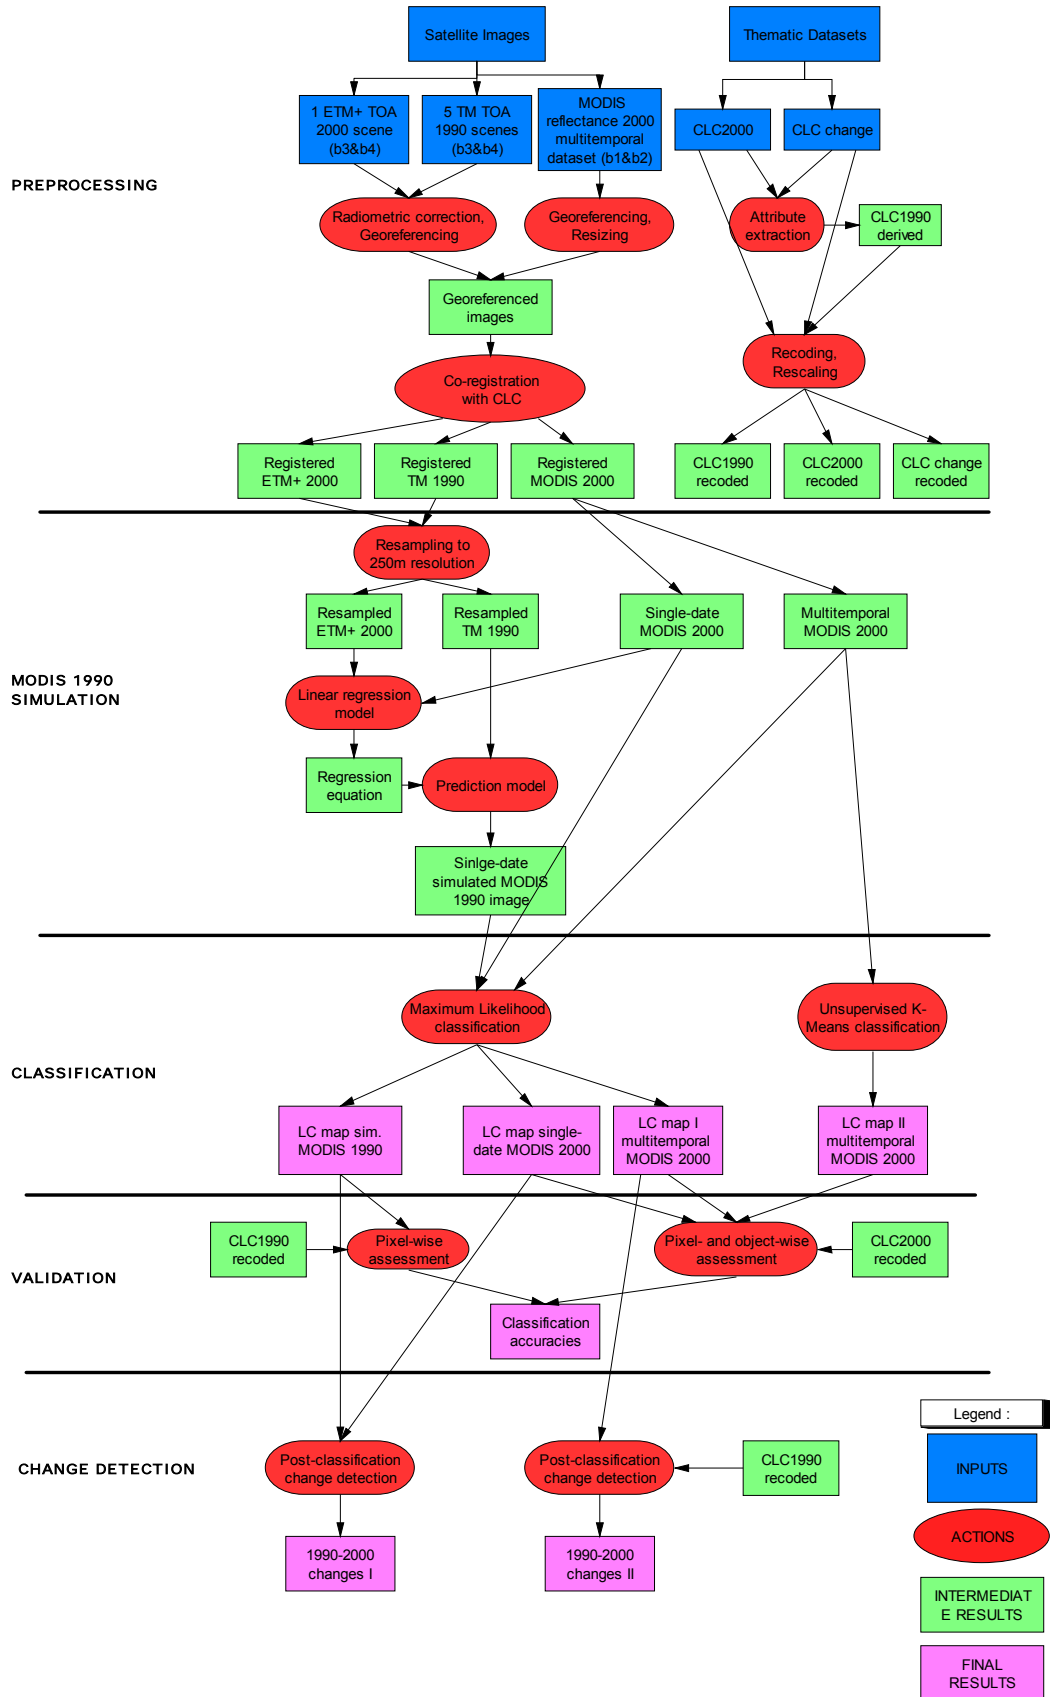 Satellite Images
Thematic Datasets
1 ETM+ TOA
2000 scene
(b3&b4)
5 TM TOA
1990 scenes
(b3&b4)
MODIS
reflectance 2000
multitemporal
dataset (b1&b2)
CLC2000
CLC change
PREPROCESSING
Radiometric correction,
Georeferencing
Georeferencing,
Resizing
Attribute
extraction
CLC1990
derived
Georeferenced
images
Recoding,
Rescaling
Co-registration
with CLC
Registered
ETM+ 2000
Registered
TM 1990
Registered
MODIS 2000
CLC1990
recoded
CLC2000
recoded
CLC change
recoded
Resampling to
250m resolution
Resampled
ETM+ 2000
Resampled
TM 1990
Single-date
MODIS 2000
Multitemporal
MODIS 2000
MODIS 1990
SIMULATION
Linear regression
model
Regression
equation
Prediction model
Sinlge-date
simulated MODIS
1990 image
Maximum Likelihood
classification
Unsupervised K-
Means classification
CLASSIFICATION
LC map sim.
MODIS 1990
LC map single-
date MODIS 2000
LC map I
multitemporal
MODIS 2000
LC map II
multitemporal
MODIS 2000
CLC1990
recoded
Pixel-wise
assessment
Pixel- and object-wise
assessment
CLC2000
recoded
VALIDATION
Classification
accuracies
Legend :
CHANGE DETECTION
Post-classification
change detection
Post-classification
change detection
CLC1990
recoded
INPUTS
ACTIONS
1990-2000
changes I
1990-2000
changes II
INTERMEDIAT
E RESULTS
FINAL
RESULTS